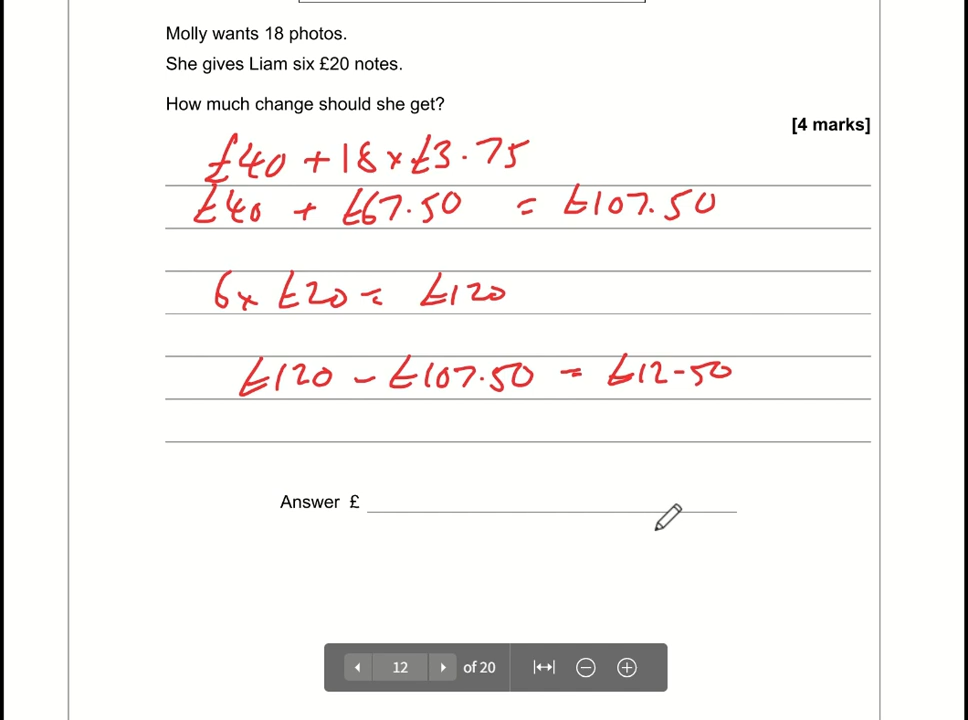 Molly wants 18 photos.
She gives Liam six £20 notes.
How much change should she get?
[4 marks]
£40 + 18 × £3.75
£40 + £67.50 = £107.50
6 × £20 = £120
£120 - £107.50 = £12-50
Answer £
12 of 20